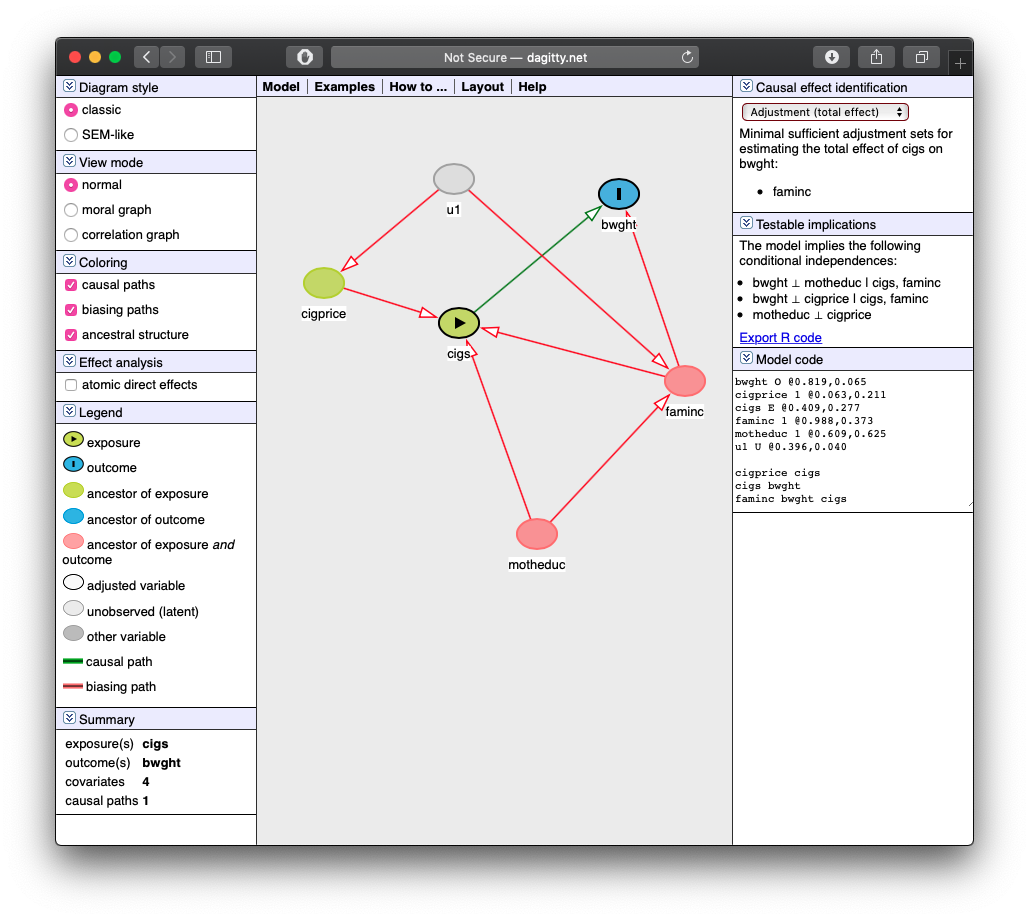 Not Secure — dagitty.net
Diagram style
classic
SEM-like
View mode
normal
moral graph
correlation graph
Coloring
causal paths
biasing paths
ancestral structure
Effect analysis
atomic direct effects
Legend
exposure
outcome
ancestor of exposure
ancestor of outcome
ancestor of exposure and
outcome
adjusted variable
unobserved (latent)
other variable
causal path
biasing path
Summary
exposure(s) cigs
outcome(s) bwght
covariates 4
causal paths 1
Model | Examples | How to ... | Layout | Help
u1
bwght
cigprice
cigs
faminc
motheduc
Causal effect identification
Adjustment (total effect)
Minimal sufficient adjustment sets for
estimating the total effect of cigs on
bwght:
• faminc
Testable implications
The model implies the following
conditional independences:
• bwght ⊥ motheduc | cigs, faminc
• bwght ⊥ cigprice | cigs, faminc
• motheduc ⊥ cigprice
Export R code
Model code
bwght O @0.819,0.065
cigprice 1 @0.063,0.211
cigs E @0.409,0.277
faminc 1 @0.988,0.373
motheduc 1 @0.609,0.625
u1 U @0.396,0.040
cigprice cigs
cigs bwght
faminc bwght cigs